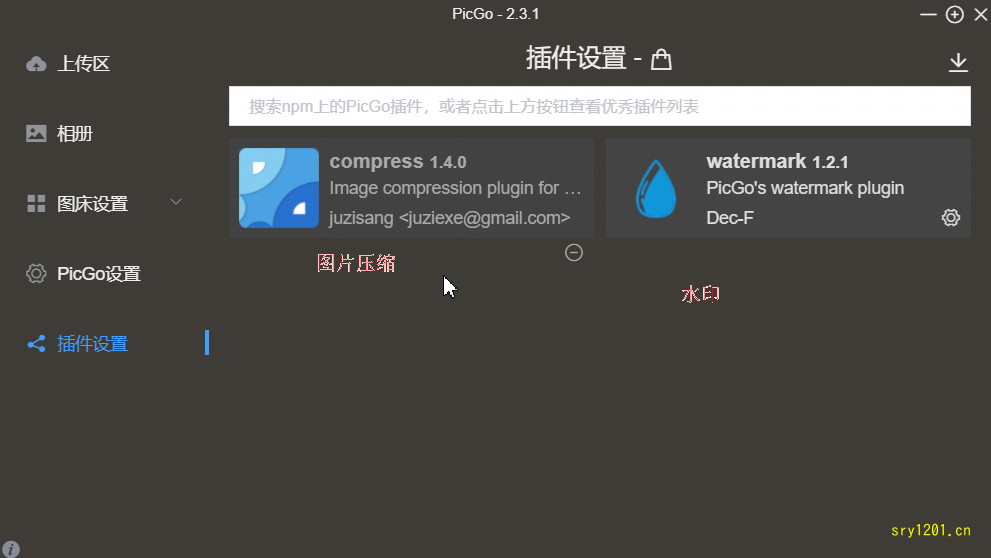 PicGo - 2.3.1
上传区
相册
图床设置
PicGo设置
插件设置
插件设置 -
搜索npm上的PicGo插件，或者点击上方按钮查看优秀插件列表
compress 1.4.0
Image compression plugin for …
juzisang <juziexe@gmail.com>
watermark 1.2.1
PicGo's watermark plugin
Dec-F
图片压缩
水印
sry1201.cn